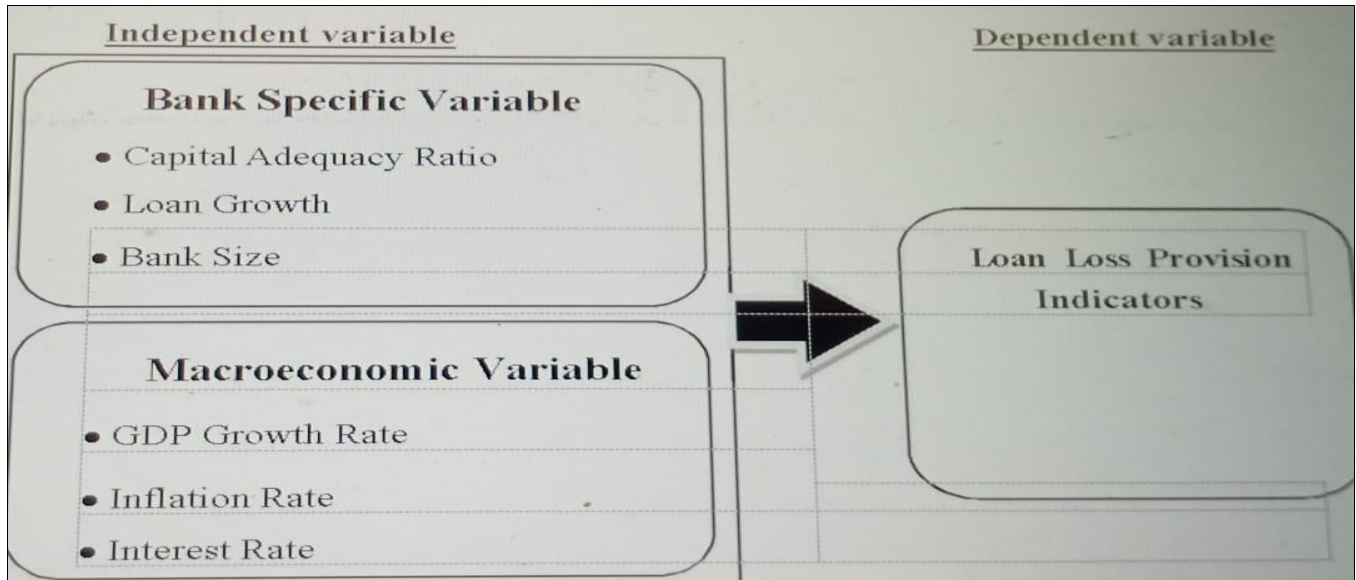 Independent variable
Dependent variable
Bank Specific Variable
• Capital Adequacy Ratio
• Loan Growth
• Bank Size
Loan Loss Provision
Indicators
Macroeconomic Variable
• GDP Growth Rate
• Inflation Rate
• Interest Rate